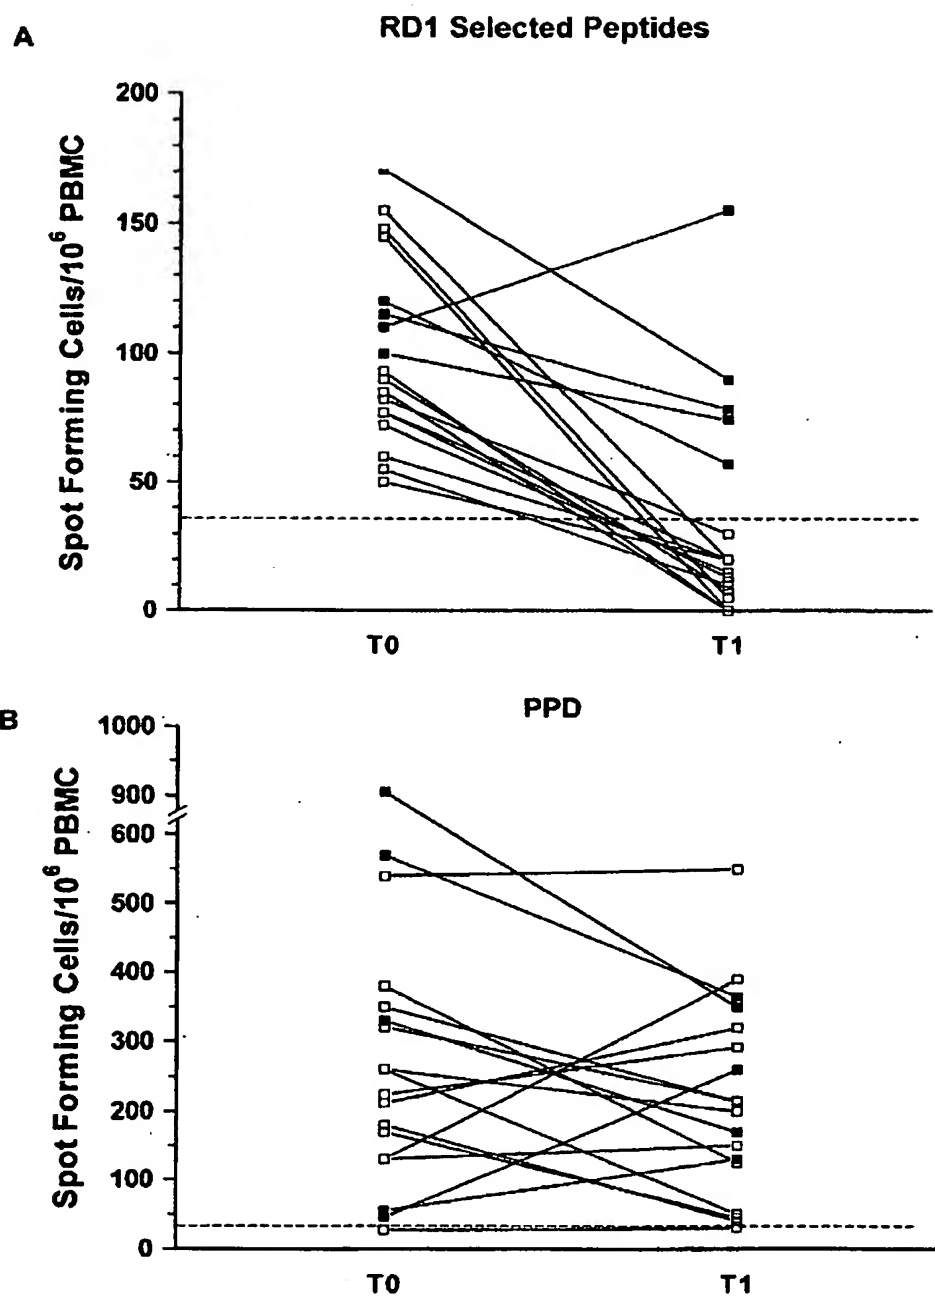 A
RD1 Selected Peptides
Spot Forming Cells/10⁶ PBMC
200
150
100
50
0
T0
T1
B
PPD
Spot Forming Cells/10⁶ PBMC
1000
900
600
500
400
300
200
100
0
T0
T1